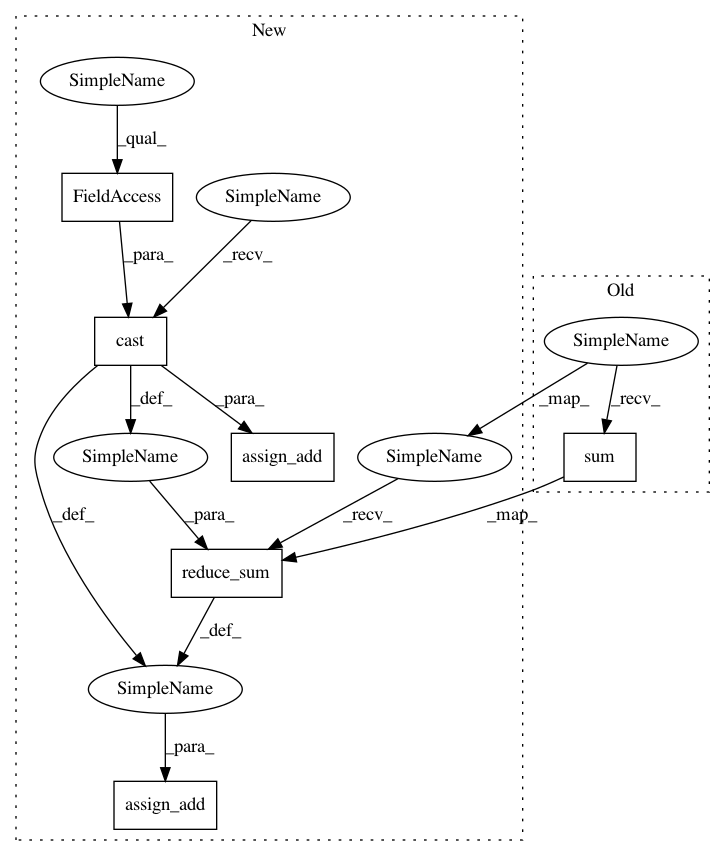 New
SimpleName
_qual_
FieldAccess
SimpleName
_para_
_recv_
Old
cast
SimpleName
_def_
_para_
_map_
_recv_
SimpleName
assign_add
SimpleName
sum
_def_
_para_
_recv_
_map_
reduce_sum
_def_
SimpleName
_para_
assign_add